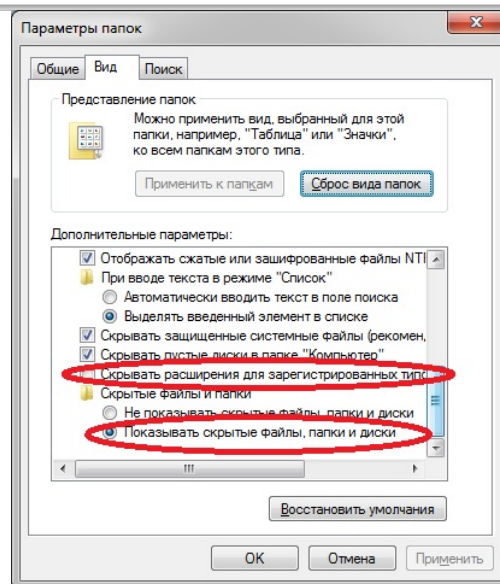 Параметры папок
Общие Вид Поиск
Представление папок
Можно применить вид, выбранный для этой
папки, например, "Таблица" или "Значки",
ко всем папкам этого типа.
Применить к папкам Сброс вида папок
Дополнительные параметры:
Отображать сжатые или зашифрованные файлы NTI
При вводе текста в режиме "Список"
Автоматически вводить текст в поле поиска
Выделять введенный элемент в списке
Скрывать защищенные системные файлы (рекомен,
Скрывать пустые диски в папке "Компьютер"
Скрывать расширения для зарегистрированных типо
Скрытые файлы и папки
Не показывать скрытые файлы, папки и диски
Показывать скрытые файлы, папки и диски
Восстановить умолчания
ОК Отмена Применить